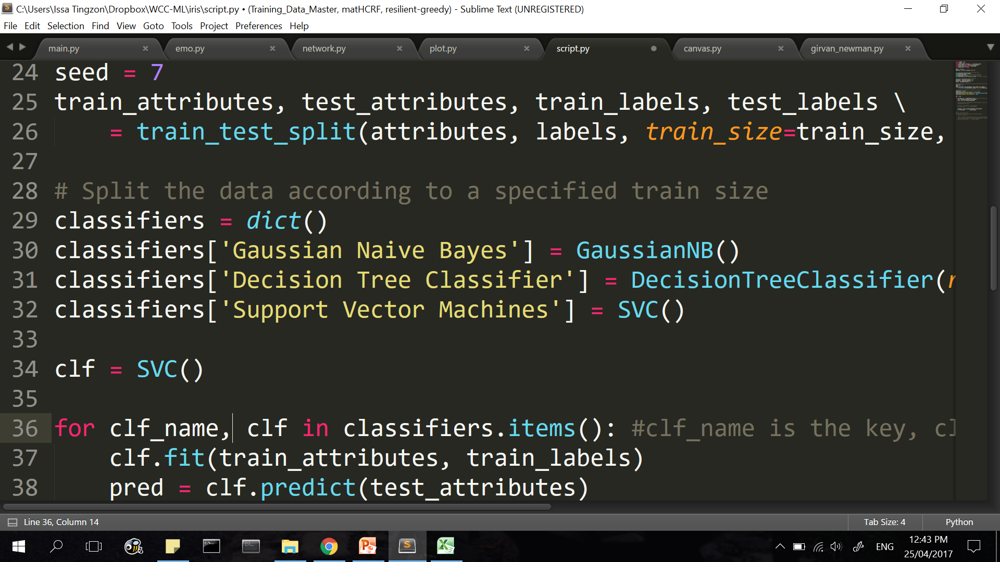 C:\Users\Issa Tingzon\Dropbox\WCC-ML\iris\script.py • (Training_Data_Master, matHCRF, resilient-greedy) - Sublime Text (UNREGISTERED)
File Edit Selection Find View Goto Tools Project Preferences Help
main.py emo.py network.py plot.py script.py canvas.py girvan_newman.py
24 seed = 7
25 train_attributes, test_attributes, train_labels, test_labels \
26 = train_test_split(attributes, labels, train_size=train_size,
27
28 # Split the data according to a specified train size
29 classifiers = dict()
30 classifiers['Gaussian Naive Bayes'] = GaussianNB()
31 classifiers['Decision Tree Classifier'] = DecisionTreeClassifier(r
32 classifiers['Support Vector Machines'] = SVC()
33
34 clf = SVC()
35
36 for clf_name, clf in classifiers.items(): #clf_name is the key, cl
37 clf.fit(train_attributes, train_labels)
38 pred = clf.predict(test_attributes)
Line 36, Column 14 Tab Size: 4 Python
ENG 12:43 PM
25/04/2017